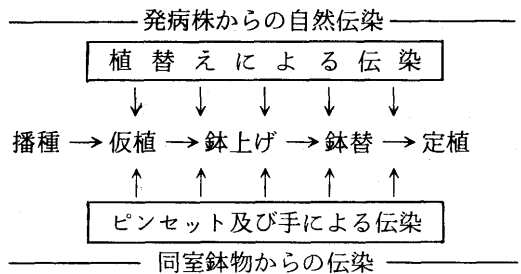 発病株からの自然伝染
植替えによる伝染
播種→仮植→鉢上げ→鉢替→定植
ピンセット及び手による伝染
同室鉢物からの伝染